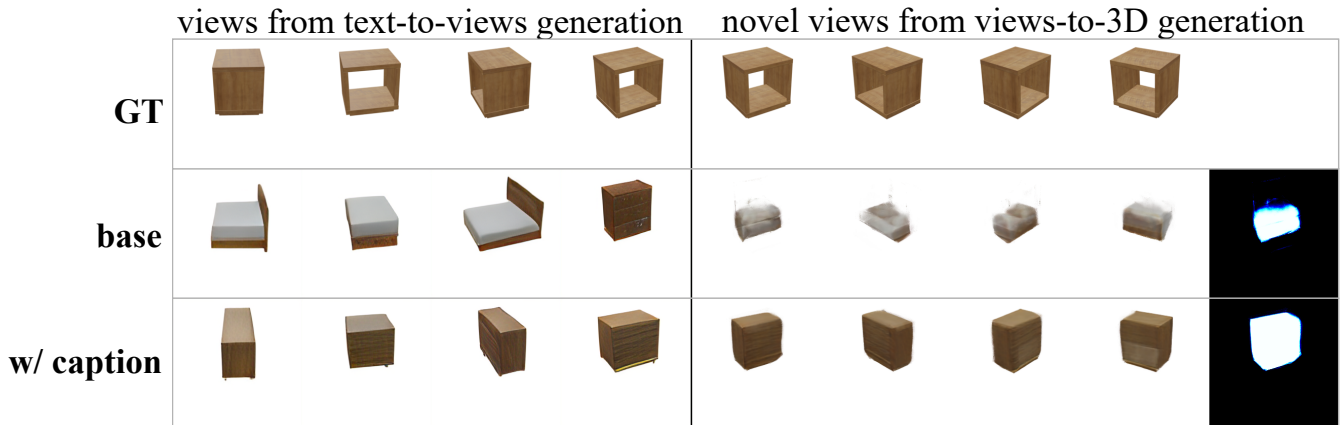 views from text-to-views generation
novel views from views-to-3D generation
GT
base
w/ caption